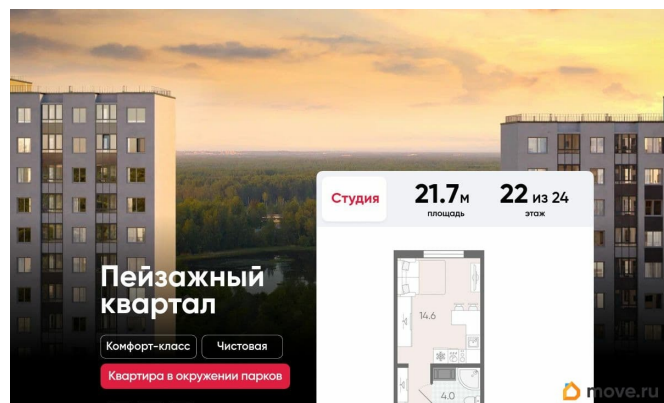 Студия
21.7 м
площадь
22 из 24
этаж
14.6
4.0
Пейзажный
квартал
Комфорт-класс
Чистовая
Квартира в окружении парков
move.ru